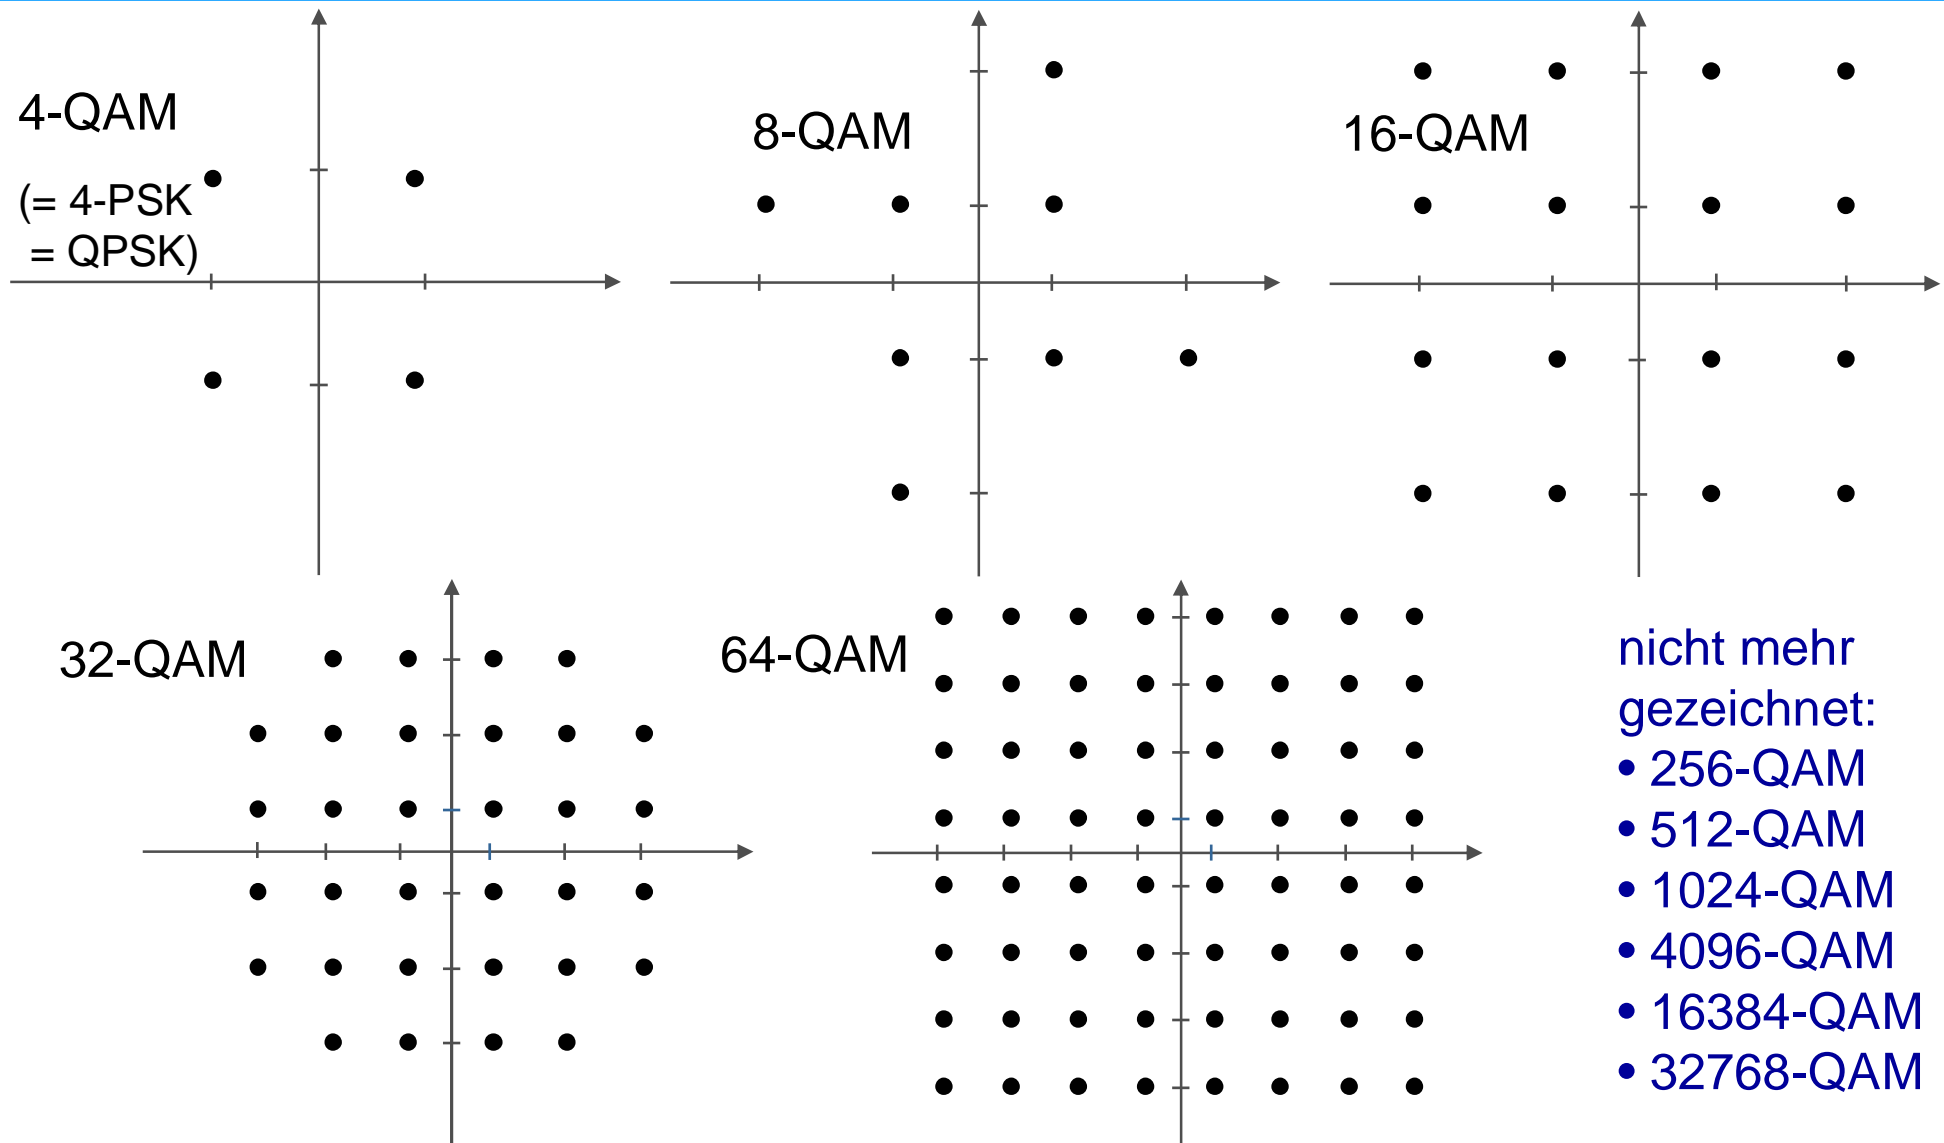 4-QAM
(= 4-PSK
= QPSK)
8-QAM
16-QAM
32-QAM
64-QAM
nicht mehr
gezeichnet:
• 256-QAM
• 512-QAM
• 1024-QAM
• 4096-QAM
• 16384-QAM
• 32768-QAM